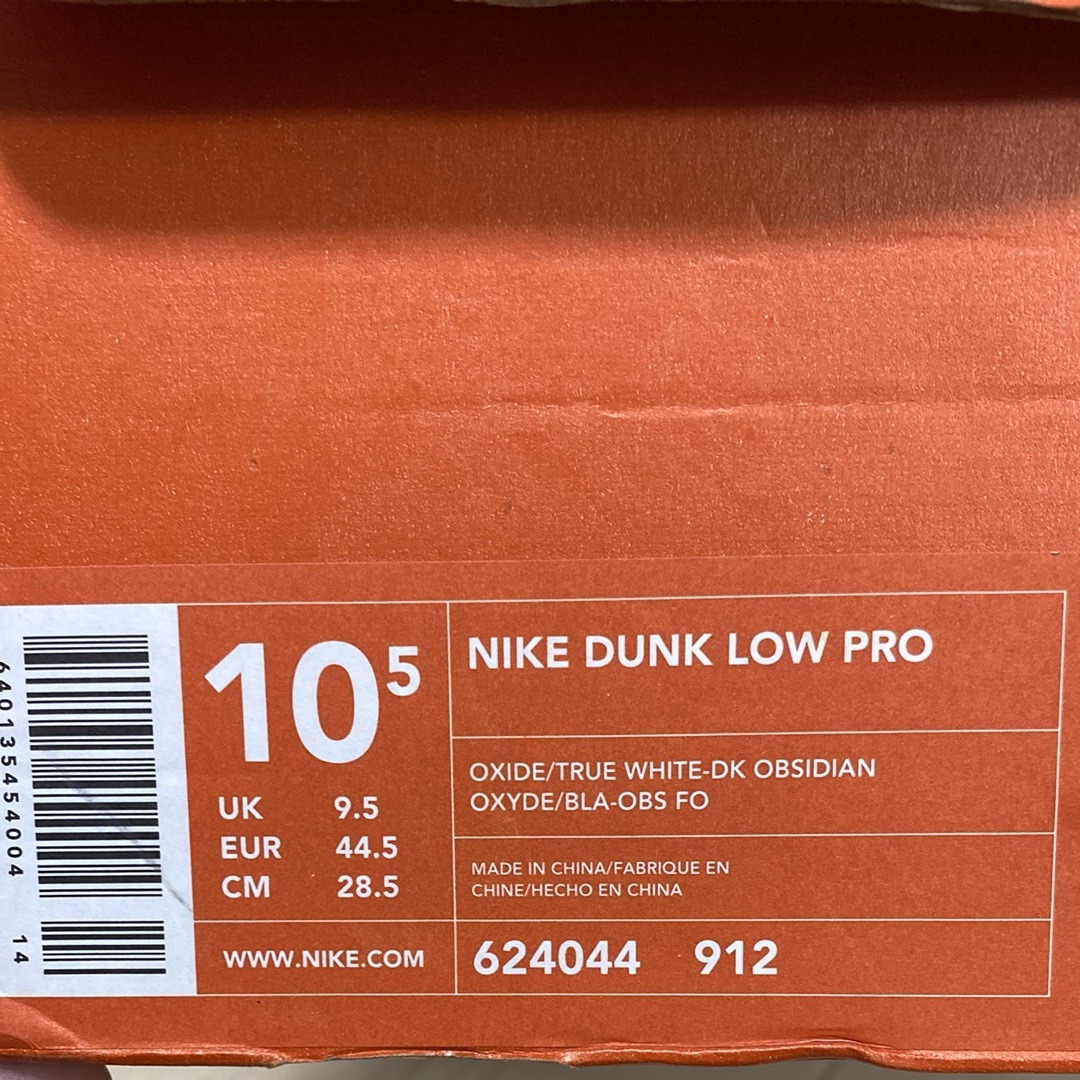 640135454004
14
10 5
UK 9.5
EUR 44.5
CM 28.5
WWW.NIKE.COM
NIKE DUNK LOW PRO
OXIDE/TRUE WHITE-DK OBSIDIAN
OXYDE/BLA-OBS FO
MADE IN CHINA/FABRIQUE EN
CHINE/HECHO EN CHINA
624044 912